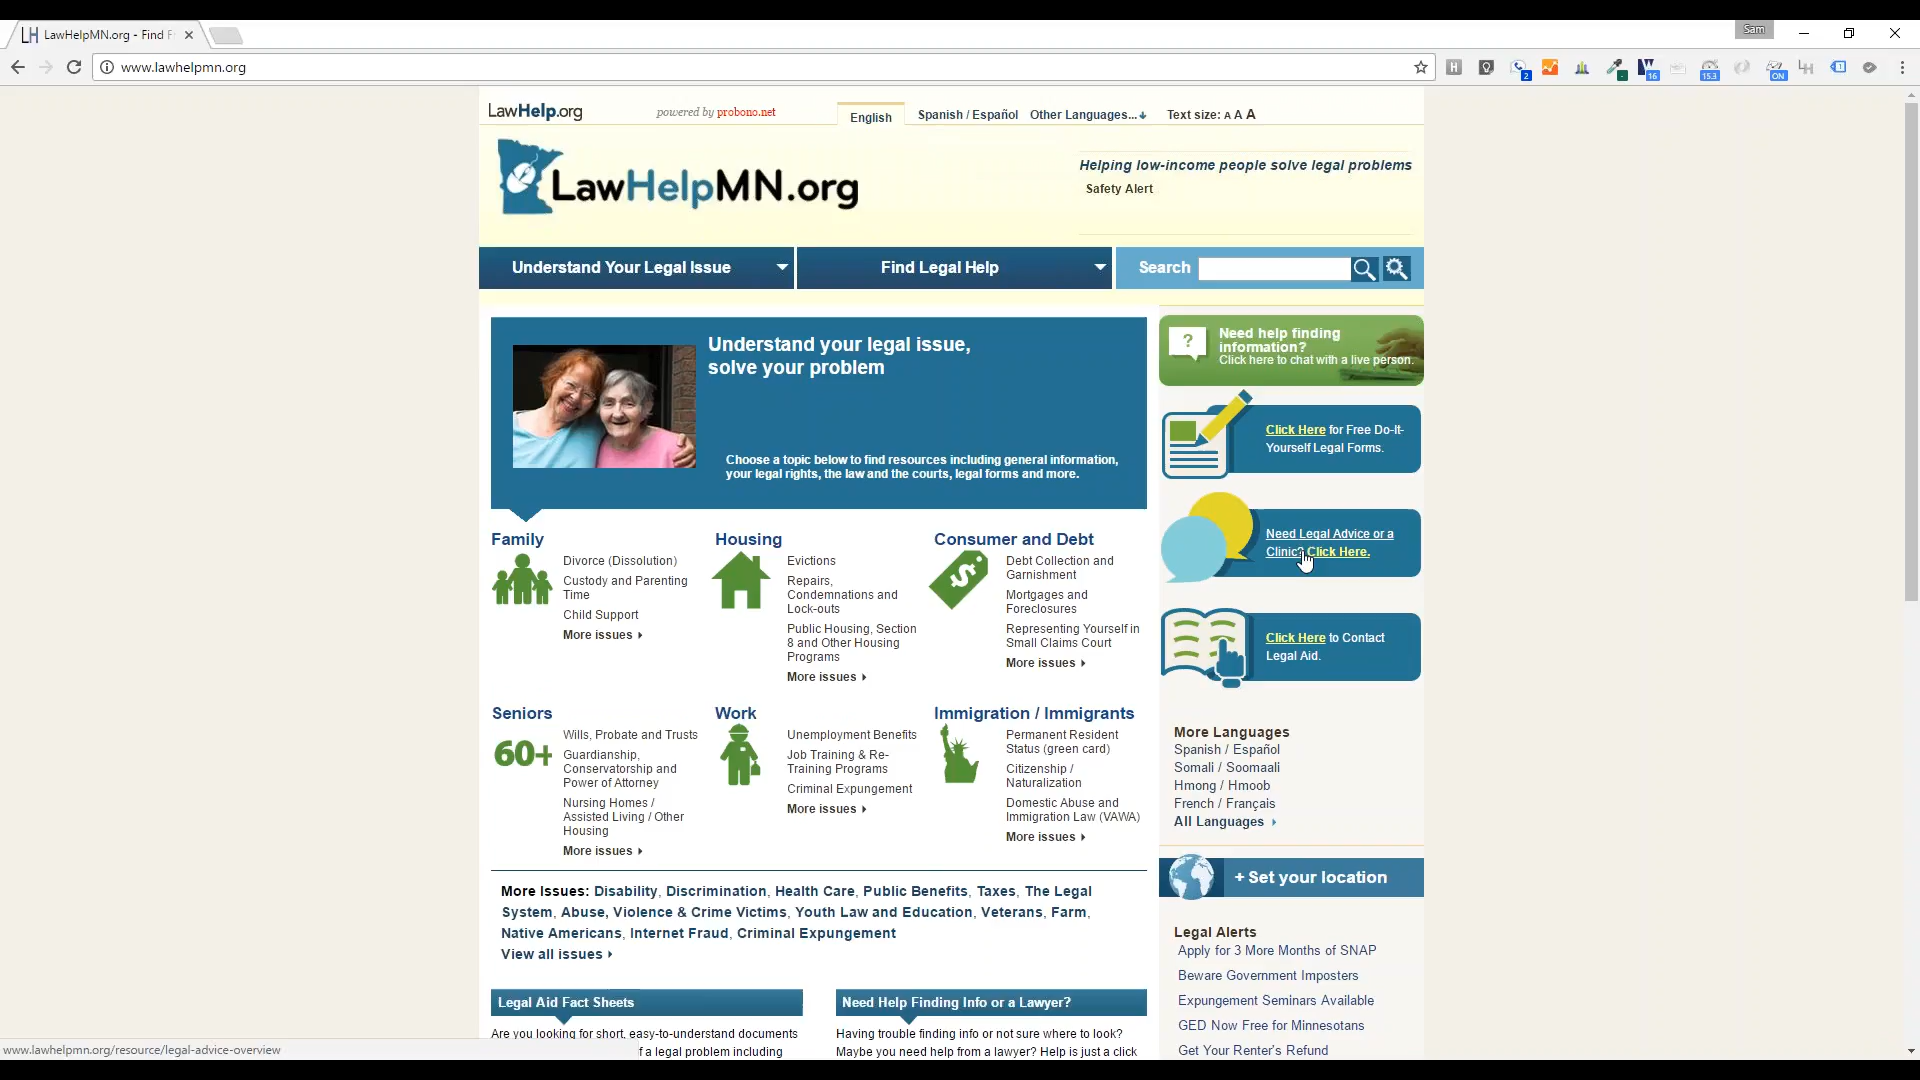 LawHelpMN.org - Find F
Sam
www.lawhelpmn.org
LawHelp.org
powered by probono.net
English
Spanish / Español
Other Languages...
Text size: A A A
LawHelpMN.org
Helping low-income people solve legal problems
Safety Alert
Understand Your Legal Issue
Find Legal Help
Search
Understand your legal issue,
solve your problem
Choose a topic below to find resources including general information,
your legal rights, the law and the courts, legal forms and more.
Need help finding
information?
Click here to chat with a live person.
Click Here for Free Do-It-
Yourself Legal Forms.
Need Legal Advice or a
Clinic? Click Here.
Click Here to Contact
Legal Aid.
Family
Divorce (Dissolution)
Custody and Parenting
Time
Child Support
More issues
Housing
Evictions
Repairs,
Condemnations and
Lock-outs
Public Housing, Section
8 and Other Housing
Programs
More issues
Consumer and Debt
Debt Collection and
Garnishment
Mortgages and
Foreclosures
Representing Yourself in
Small Claims Court
More issues
Seniors
60+
Wills, Probate and Trusts
Guardianship,
Conservatorship and
Power of Attorney
Nursing Homes /
Assisted Living / Other
Housing
More issues
Work
Unemployment Benefits
Job Training & Re-
Training Programs
Criminal Expungement
More issues
Immigration / Immigrants
Permanent Resident
Status (green card)
Citizenship /
Naturalization
Domestic Abuse and
Immigration Law (VAWA)
More issues
More Languages
Spanish / Español
Somali / Soomaali
Hmong / Hmoob
French / Français
All Languages
+ Set your location
More Issues: Disability, Discrimination, Health Care, Public Benefits, Taxes, The Legal
System, Abuse, Violence & Crime Victims, Youth Law and Education, Veterans, Farm,
Native Americans, Internet Fraud, Criminal Expungement
View all issues
Legal Alerts
Apply for 3 More Months of SNAP
Beware Government Imposters
Expungement Seminars Available
GED Now Free for Minnesotans
Get Your Renter's Refund
Legal Aid Fact Sheets
Are you looking for short, easy-to-understand documents
f a legal problem including
Need Help Finding Info or a Lawyer?
Having trouble finding info or not sure where to look?
Maybe you need help from a lawyer? Help is just a click
www.lawhelpmn.org/resource/legal-advice-overview